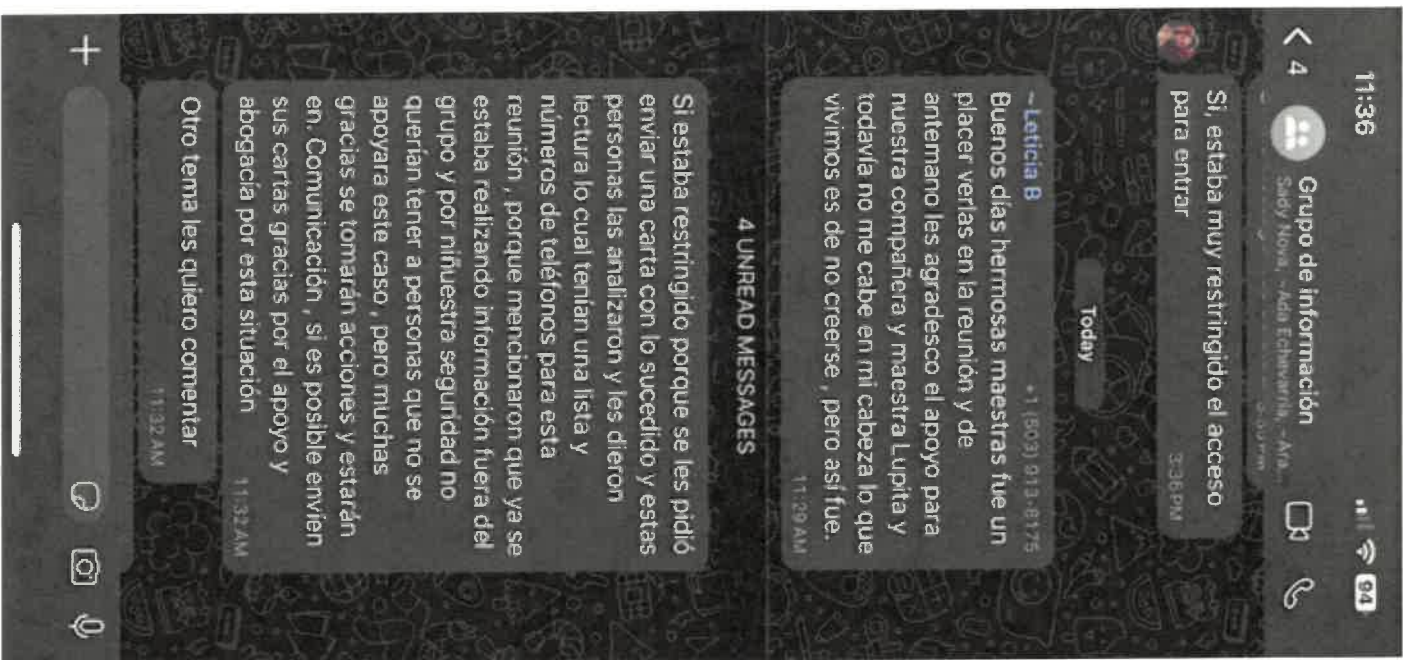 11:36
94
4
Grupo de información
Sady Nova, ~Ada Echavarria, ~Ara...
Si, estaba muy restringido el acceso
para entrar
3:36 PM
Today
~Leticia B
+1 (503) 913-8175
Buenos días hermosas maestras fue un
placer verlas en la reunión y de
antemano les agradesco el apoyo para
nuestra compañera y maestra Lupita y
todavía no me cabe en mi cabeza lo que
vivimos es de no creerse , pero así fue.
11:29 AM
4 UNREAD MESSAGES
Si estaba restringido porque se les pidió
enviar una carta con lo sucedido y estas
personas las analizaron y les dieron
lectura lo cual tenían una lista y
números de teléfonos para esta
reunión , porque mencionaron que ya se
estaba realizando información fuera del
grupo y por niñuestra seguridad no
querían tener a personas que no se
apoyara este caso , pero muchas
gracias se tomarán acciones y estarán
en. Comunicación , si es posible envien
sus cartas gracias por el apoyo y
abogacía por esta situación
11:32 AM
Otro tema les quiero comentar
11:32 AM